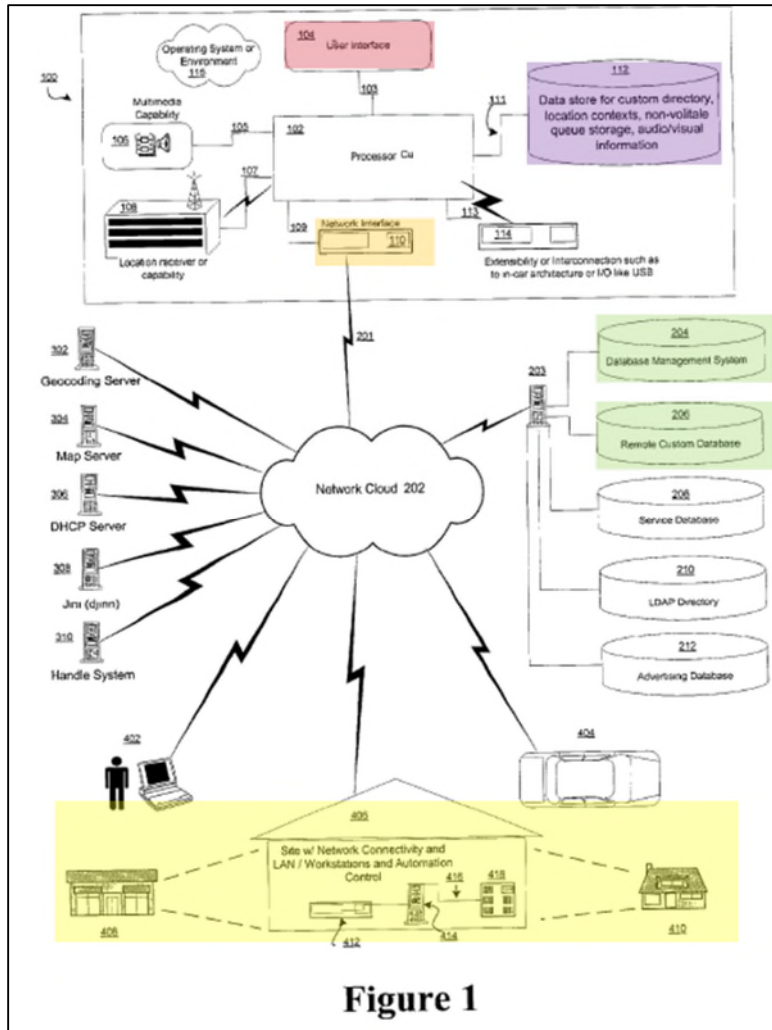 104
User Interface
Operating System or
Environment
116
100
103
112
Data store for custom directory,
location contexts, non-volitale
queue storage, audio/visual
information
111
Multimedia
Capability
106
105
102
Processor Cu
107
108
Location receiver or
capability
109
Network Interface
110
113
114
Extensibility or Interconnection such as
to in-car architecture or I/O like USB
201
302
Geocoding Server
304
Map Server
306
DHCP Server
308
Jini (djinn)
310
Handle System
Network Cloud 202
203
204
Database Management System
206
Remote Custom Database
208
Service Database
210
LDAP Directory
212
Advertising Database
402
404
405
Site w/ Network Connectivity and
LAN / Workstations and Automation
Control
416
418
412
414
408
410
Figure 1